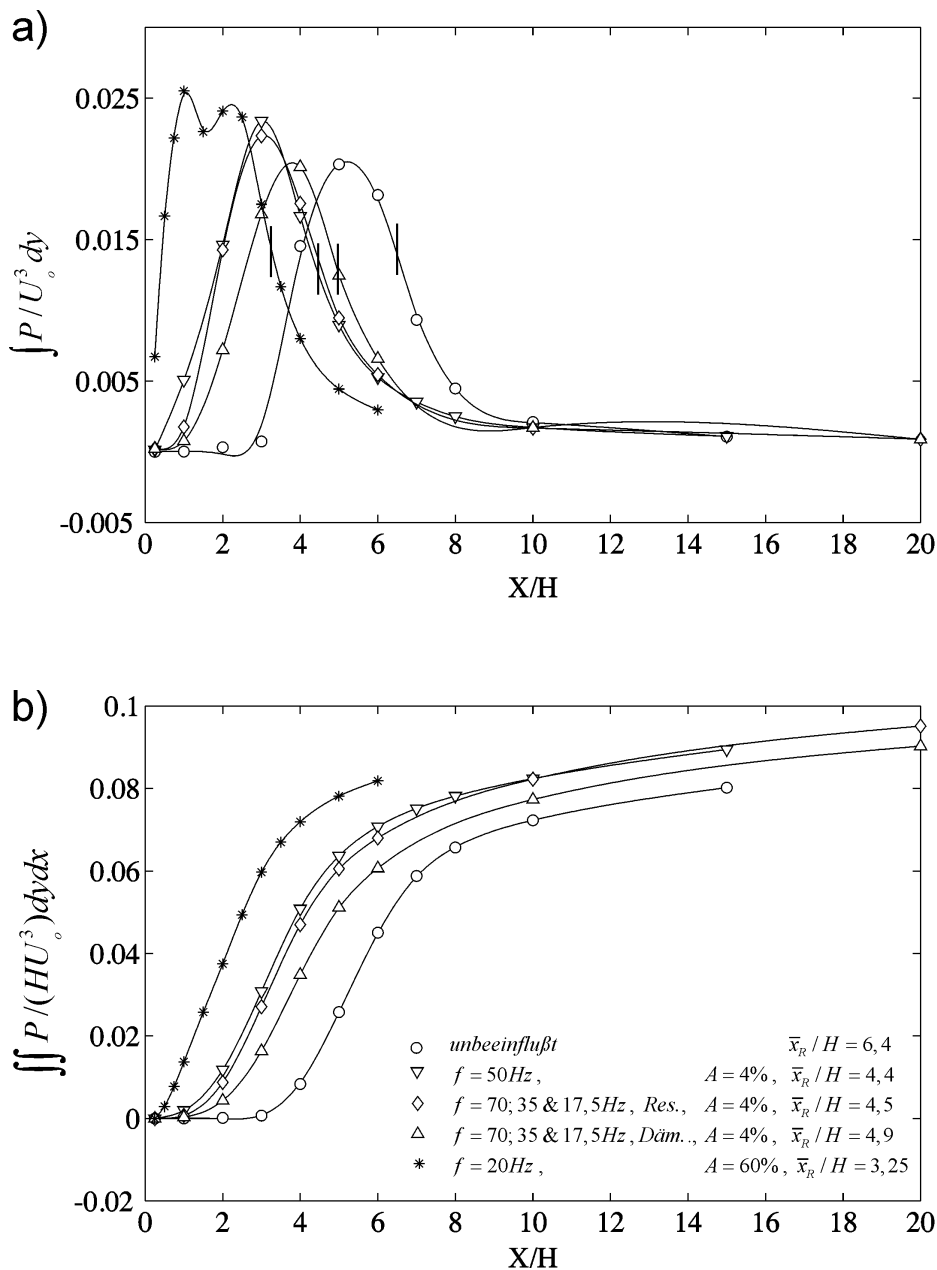 a)
0.025
0.015
0.005
-0.005
∫ P / U³ₒ dy
0 2 4 6 8 10 12 14 16 18 20
X/H
b)
0.1
0.08
0.06
0.04
0.02
0
-0.02
∫∫ P / (HU³ₒ) dydx
unbeeinflußt x̄_R / H = 6,4
f = 50Hz, A = 4%, x̄_R / H = 4,4
f = 70; 35 & 17,5Hz, Res., A = 4%, x̄_R / H = 4,5
f = 70; 35 & 17,5Hz, Däm.., A = 4%, x̄_R / H = 4,9
f = 20Hz, A = 60%, x̄_R / H = 3,25
0 2 4 6 8 10 12 14 16 18 20
X/H